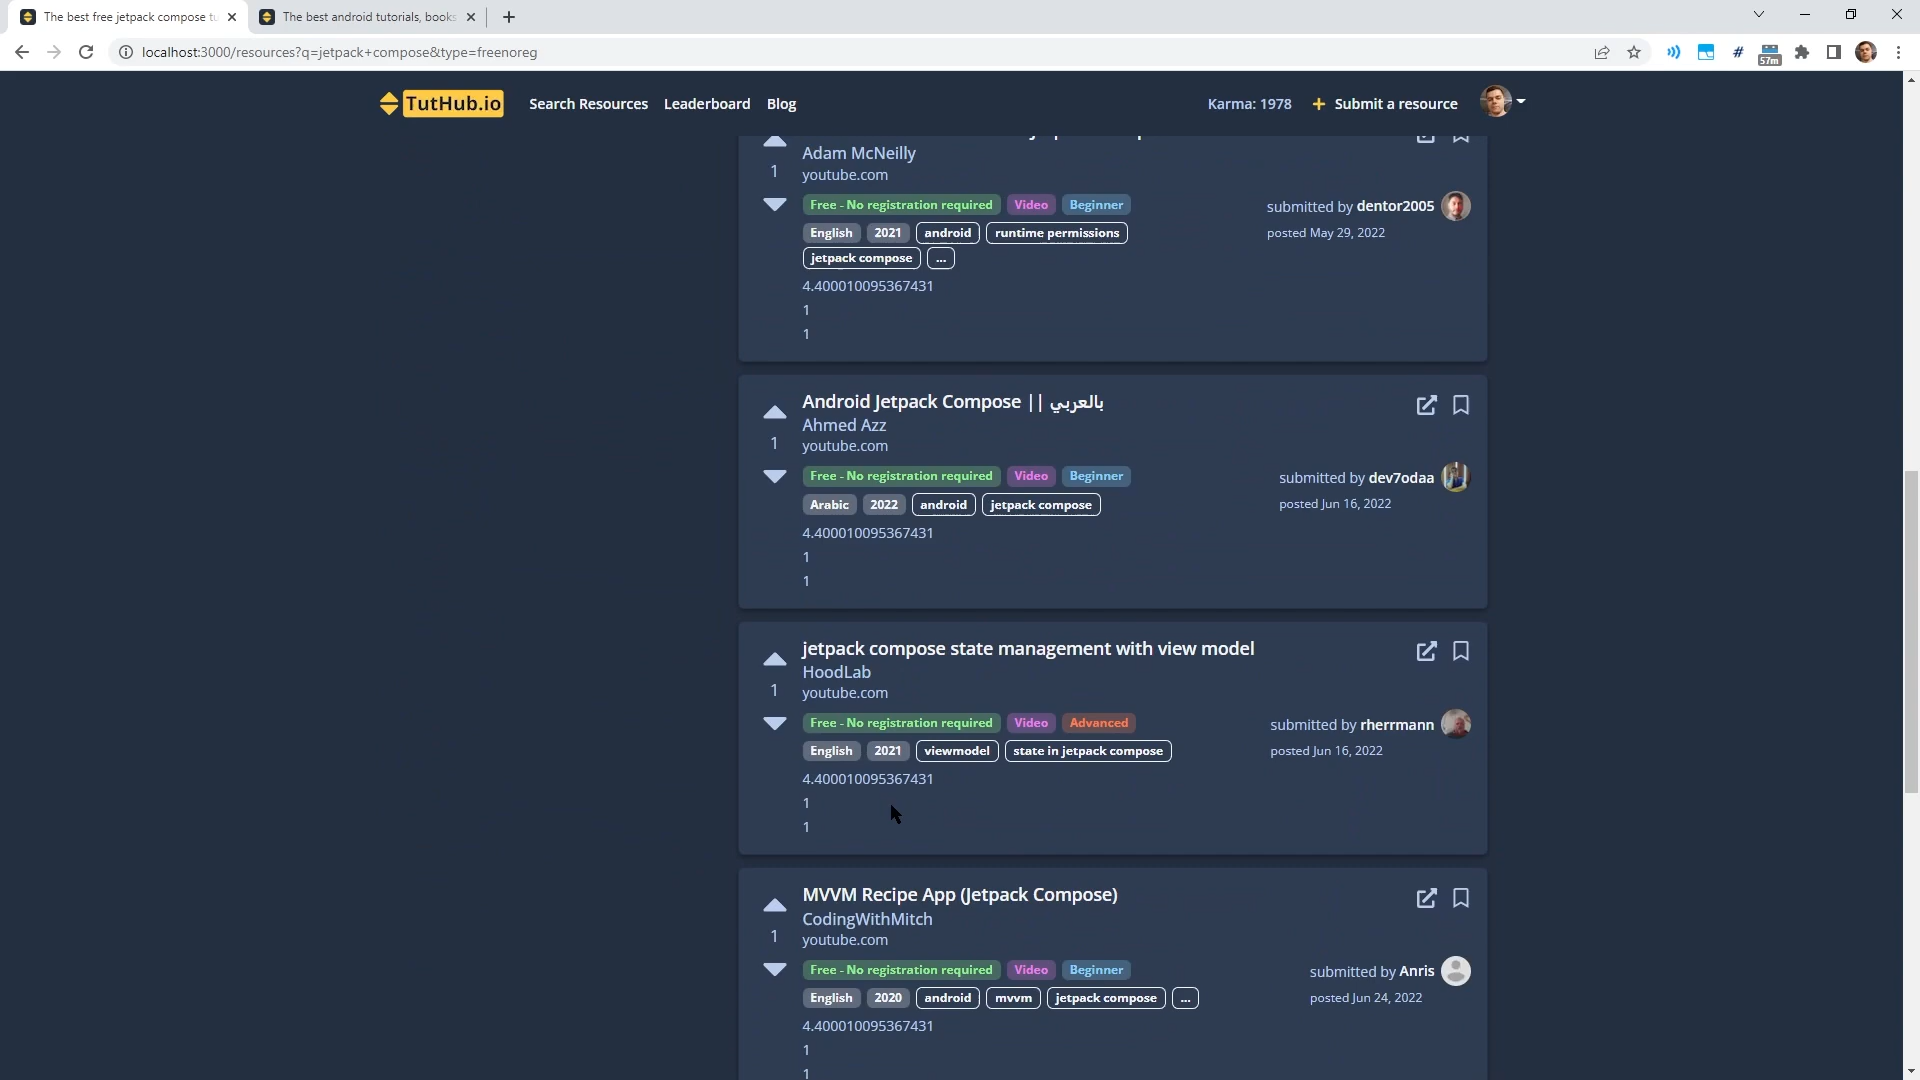 The best free jetpack compose tu
The best android tutorials, books
localhost:3000/resources?q=jetpack+compose&type=freenoreg
57m
TutHub.io
Search Resources
Leaderboard
Blog
Karma: 1978
+ Submit a resource
Adam McNeilly
1
youtube.com
Free - No registration required Video Beginner
submitted by dentor2005
English 2021 android runtime permissions
posted May 29, 2022
jetpack compose ...
4.400010095367431
1
1
Android Jetpack Compose || بالعربي
Ahmed Azz
1
youtube.com
Free - No registration required Video Beginner
submitted by dev7odaa
Arabic 2022 android jetpack compose
posted Jun 16, 2022
4.400010095367431
1
1
jetpack compose state management with view model
HoodLab
1
youtube.com
Free - No registration required Video Advanced
submitted by rherrmann
English 2021 viewmodel state in jetpack compose
posted Jun 16, 2022
4.400010095367431
1
1
MVVM Recipe App (Jetpack Compose)
CodingWithMitch
1
youtube.com
Free - No registration required Video Beginner
submitted by Anris
English 2020 android mvvm jetpack compose ...
posted Jun 24, 2022
4.400010095367431
1
1